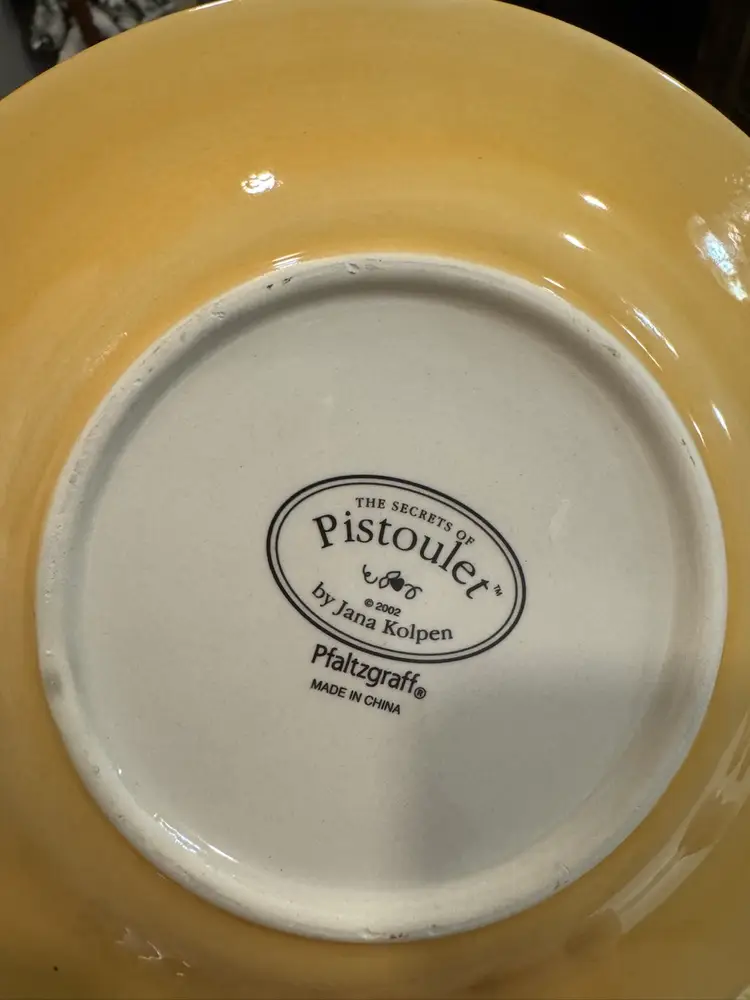 THE SECRETS OF
Pistoulet™
© 2002
by Jana Kolpen
Pfaltzgraff®
MADE IN CHINA